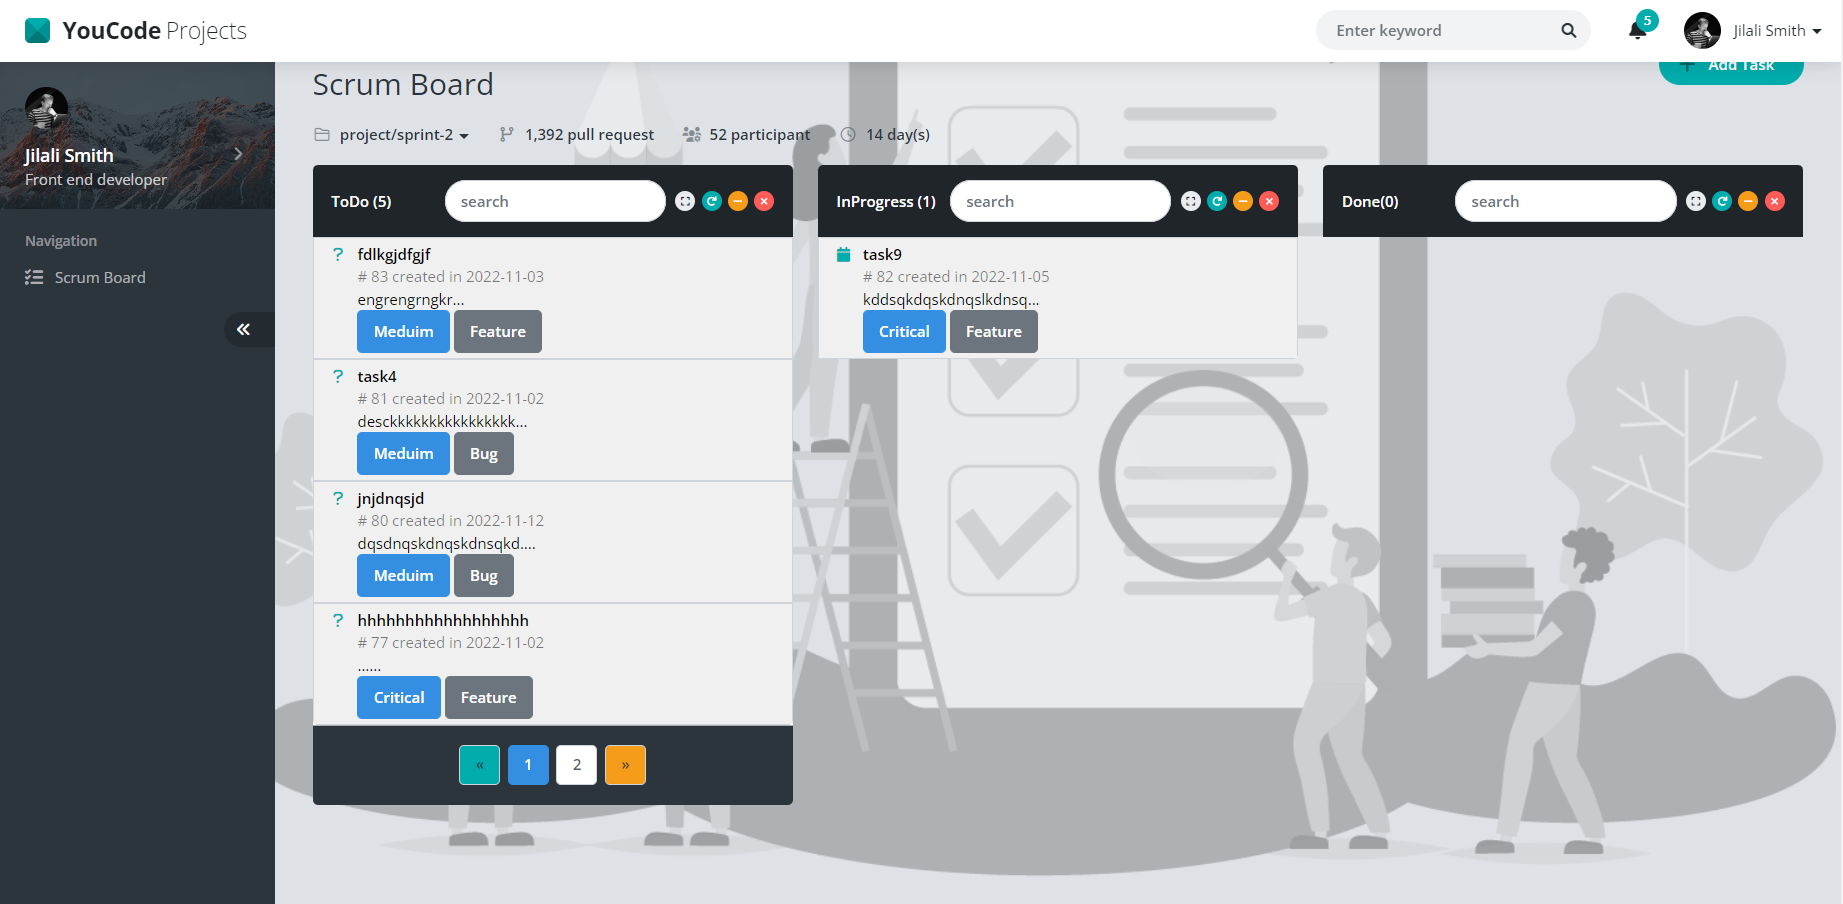 YouCode Projects
Enter keyword
5
Jilali Smith
Add Task
Jilali Smith
Front end developer
Navigation
Scrum Board
Scrum Board
project/sprint-2
1,392 pull request
52 participant
14 day(s)
ToDo (5)
search
fdlkgjdfgjf
# 83 created in 2022-11-03
engrengrngkr...
Meduim Feature
task4
# 81 created in 2022-11-02
desckkkkkkkkkkkkkkkk...
Meduim Bug
jnjdnqsjd
# 80 created in 2022-11-12
dqsdnqskdnqskdnsqkd....
Meduim Bug
hhhhhhhhhhhhhhhhhh
# 77 created in 2022-11-02
......
Critical Feature
« 1 2 »
InProgress (1)
search
task9
# 82 created in 2022-11-05
kddsqkdqskdnqslkdnsq...
Critical Feature
Done(0)
search